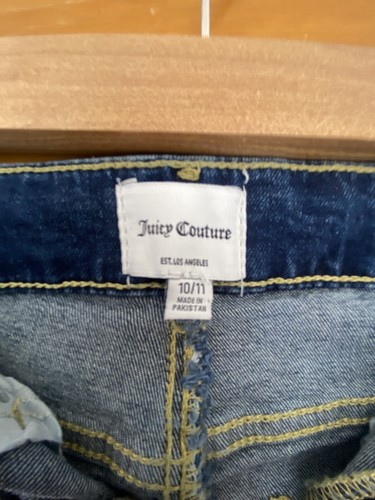 Juicy Couture
EST. LOS ANGELES
10/11
MADE IN
PAKISTAN